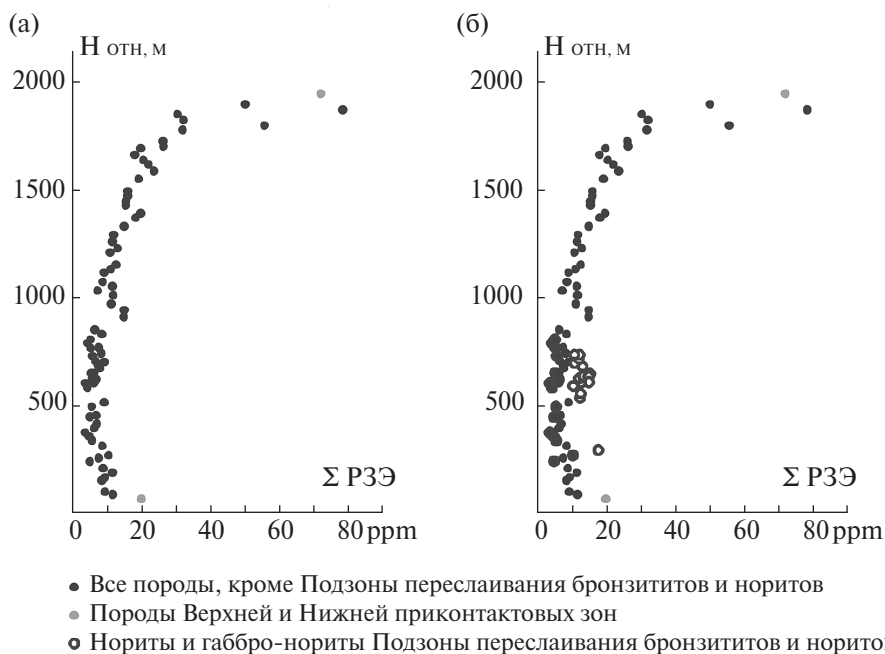 (а)
(б)
Н отн, м
Н отн, м
2000
2000
1500
1500
1000
1000
500
500
Σ РЗЭ
Σ РЗЭ
0 20 40 60 80 ppm
0 20 40 60 80 ppm
Все породы, кроме Подзоны переслаивания бронзититов и норитов
Породы Верхней и Нижней приконтактовых зон
Нориты и габбро-нориты Подзоны переслаивания бронзититов и норитов